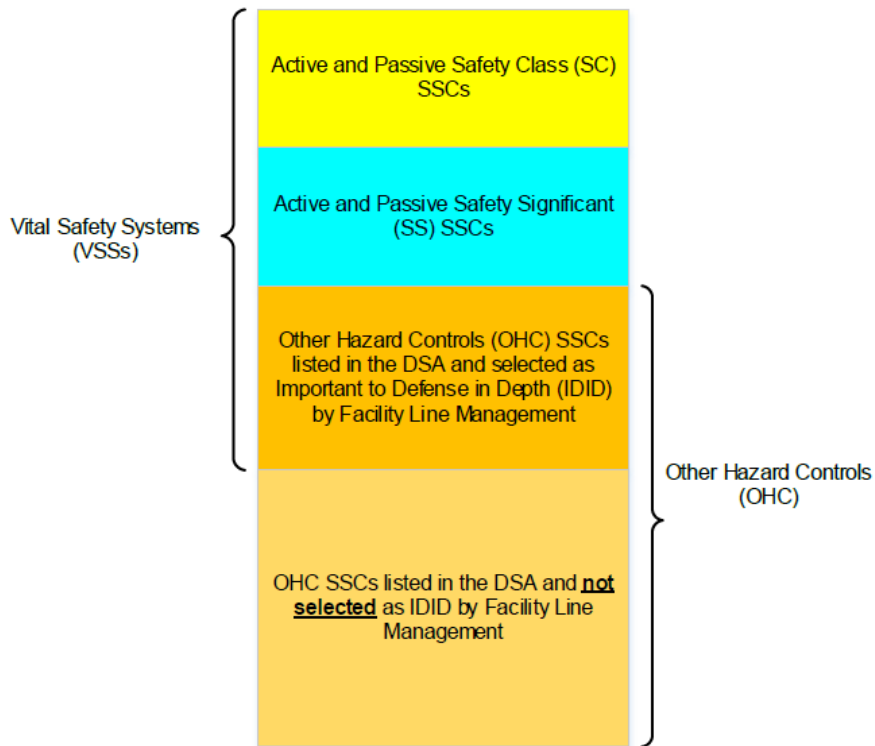 Active and Passive Safety Class (SC)
SSCs
Active and Passive Safety Significant
(SS) SSCs
Vital Safety Systems
(VSSs)
Other Hazard Controls (OHC) SSCs
listed in the DSA and selected as
Important to Defense in Depth (IDID)
by Facility Line Management
Other Hazard Controls
(OHC)
OHC SSCs listed in the DSA and not
selected as IDID by Facility Line
Management